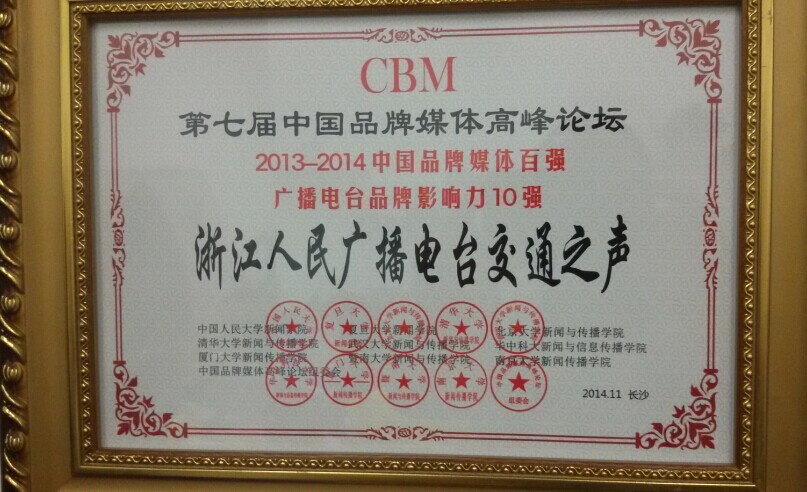 CBM
第七届中国品牌媒体高峰论坛
2013–2014中国品牌媒体百强
广播电台品牌影响力10强
浙江人民广播电台交通之声
中国人民大学新闻学院 复旦大学新闻学院 北京大学新闻与传播学院
清华大学新闻与传播学院 武汉大学新闻与传播学院 华中科大新闻与信息传播学院
厦门大学新闻传播学院 暨南大学新闻与传播学院 南京大学新闻传播学院
中国品牌媒体高峰论坛组委会
2014.11 长沙